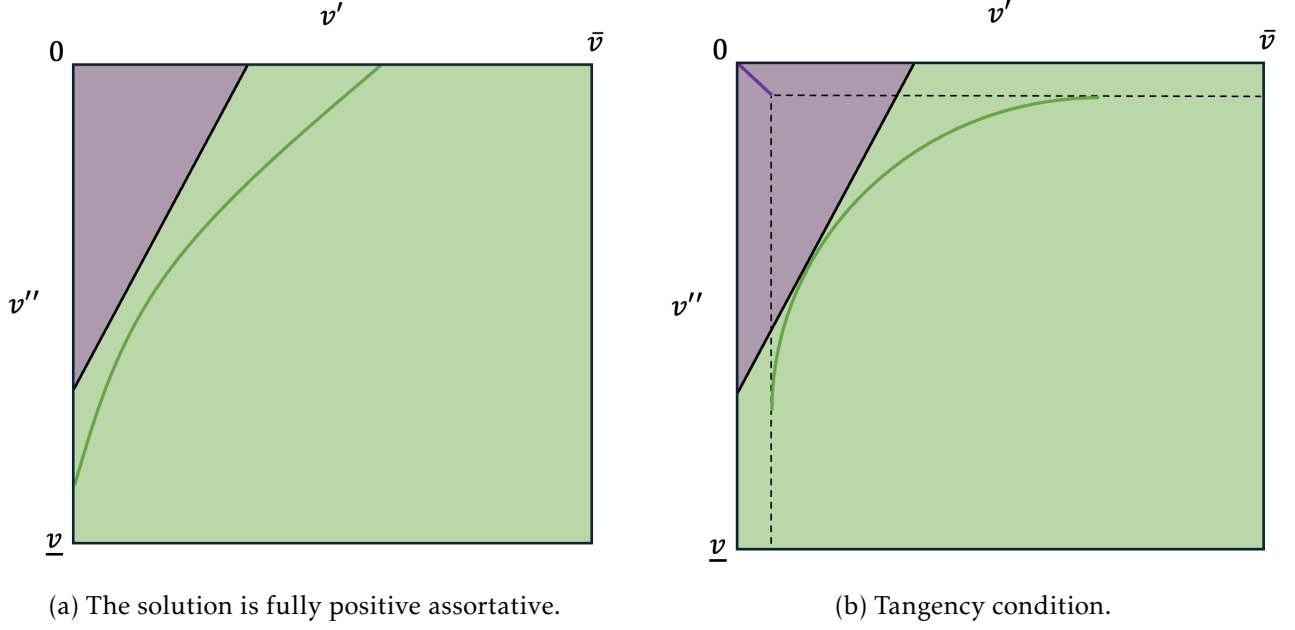 v′
0
v̄
v′′
v̲
(a) The solution is fully positive assortative.
v′
0
v̄
v′′
v̲
(b) Tangency condition.